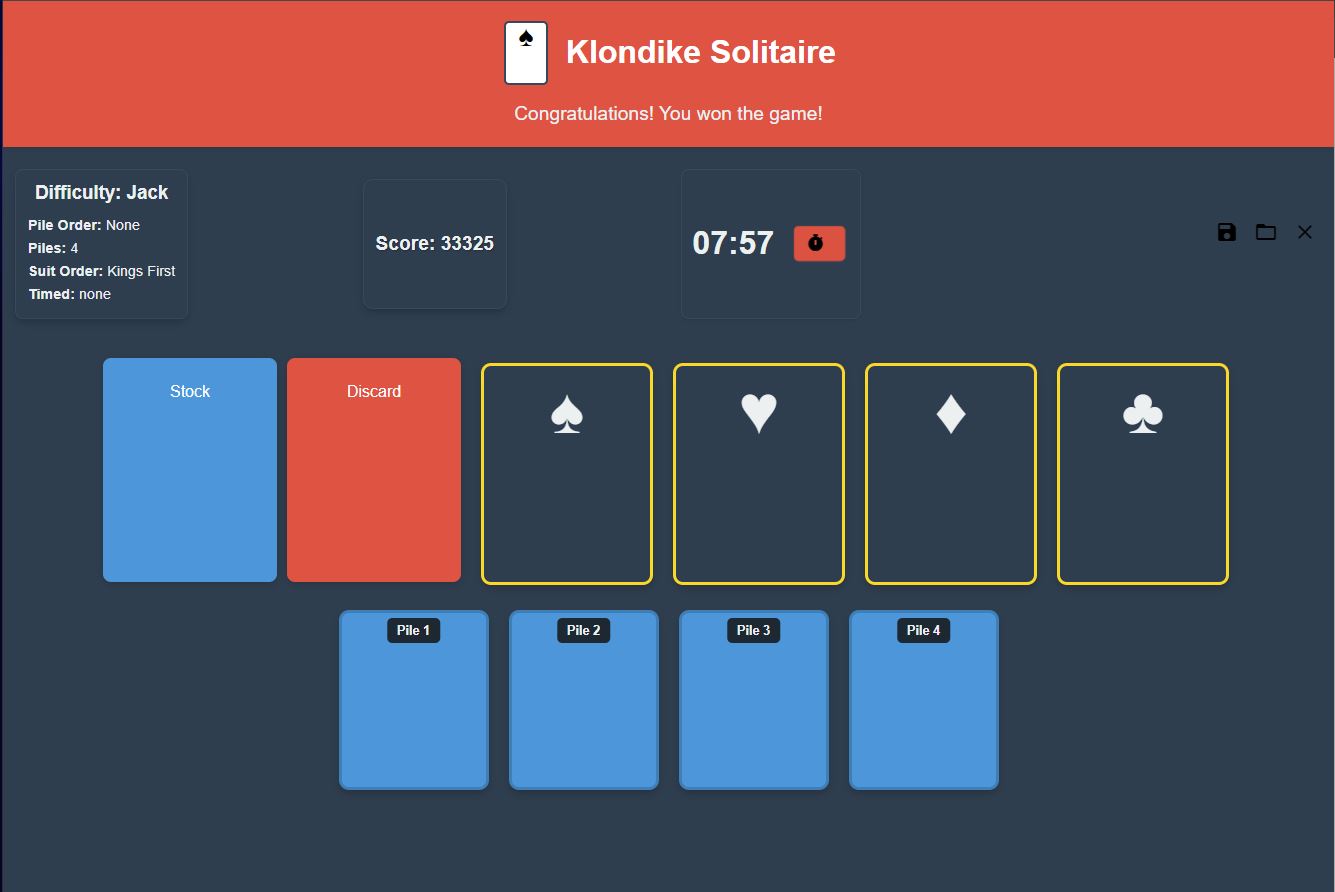 Klondike Solitaire
Congratulations! You won the game!
Difficulty: Jack
Pile Order: None
Piles: 4
Suit Order: Kings First
Timed: none
Score: 33325
07:57
Stock
Discard
Pile 1
Pile 2
Pile 3
Pile 4